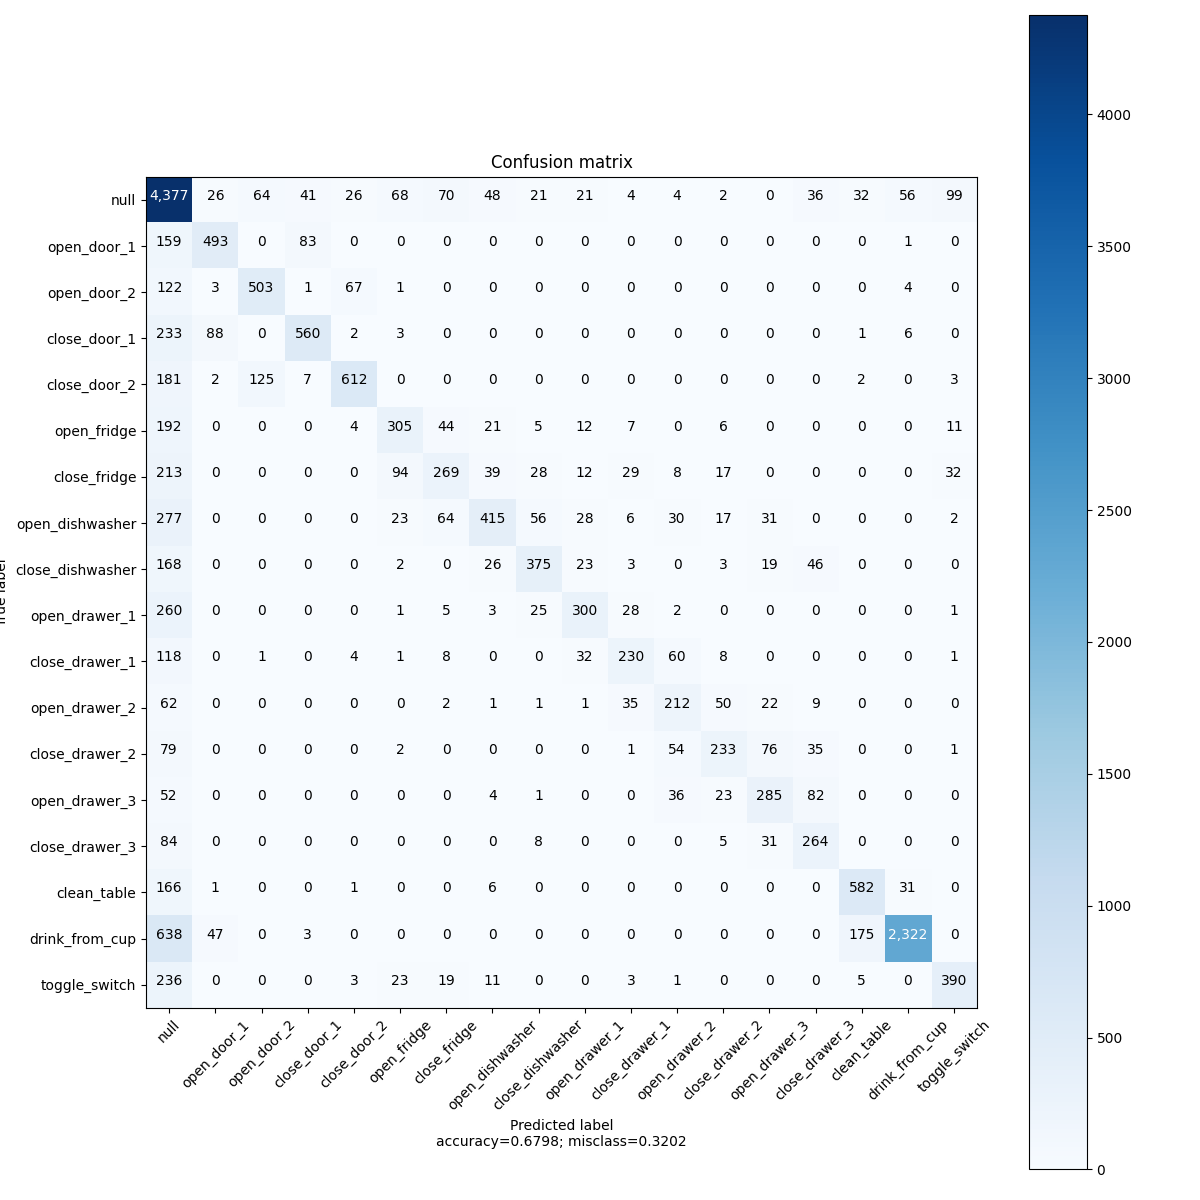 Confusion matrix
null 4,377 26 64 41 26 68 70 48 21 21 4 4 2 0 36 32 56 99
open_door_1 159 493 0 83 0 0 0 0 0 0 0 0 0 0 0 0 1 0
open_door_2 122 3 503 1 67 1 0 0 0 0 0 0 0 0 0 0 4 0
close_door_1 233 88 0 560 2 3 0 0 0 0 0 0 0 0 0 1 6 0
close_door_2 181 2 125 7 612 0 0 0 0 0 0 0 0 0 0 2 0 3
open_fridge 192 0 0 0 4 305 44 21 5 12 7 0 6 0 0 0 0 11
close_fridge 213 0 0 0 0 94 269 39 28 12 29 8 17 0 0 0 0 32
open_dishwasher 277 0 0 0 0 23 64 415 56 28 6 30 17 31 0 0 0 2
close_dishwasher 168 0 0 0 0 2 0 26 375 23 3 0 3 19 46 0 0 0
open_drawer_1 260 0 0 0 0 1 5 3 25 300 28 2 0 0 0 0 0 1
close_drawer_1 118 0 1 0 4 1 8 0 0 32 230 60 8 0 0 0 0 1
open_drawer_2 62 0 0 0 0 0 2 1 1 1 35 212 50 22 9 0 0 0
close_drawer_2 79 0 0 0 0 2 0 0 0 0 1 54 233 76 35 0 0 1
open_drawer_3 52 0 0 0 0 0 0 4 1 0 0 36 23 285 82 0 0 0
close_drawer_3 84 0 0 0 0 0 0 0 8 0 0 0 5 31 264 0 0 0
clean_table 166 1 0 0 1 0 0 6 0 0 0 0 0 0 0 582 31 0
drink_from_cup 638 47 0 3 0 0 0 0 0 0 0 0 0 0 0 175 2,322 0
toggle_switch 236 0 0 0 3 23 19 11 0 0 3 1 0 0 0 5 0 390
null open_door_1 open_door_2 close_door_1 close_door_2 open_fridge close_fridge open_dishwasher close_dishwasher open_drawer_1 close_drawer_1 open_drawer_2 close_drawer_2 open_drawer_3 close_drawer_3 clean_table drink_from_cup toggle_switch
Predicted label
accuracy=0.6798; misclass=0.3202
4000
3500
3000
2500
2000
1500
1000
500
0